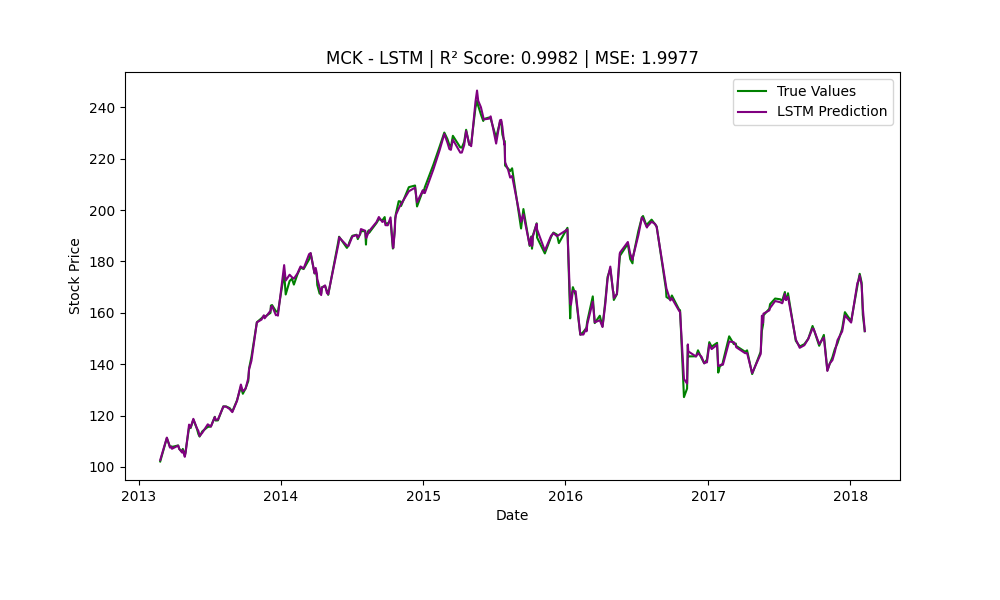 MCK - LSTM | R² Score: 0.9982 | MSE: 1.9977
True Values
LSTM Prediction
240
220
200
180
160
140
120
100
Stock Price
2013 2014 2015 2016 2017 2018
Date